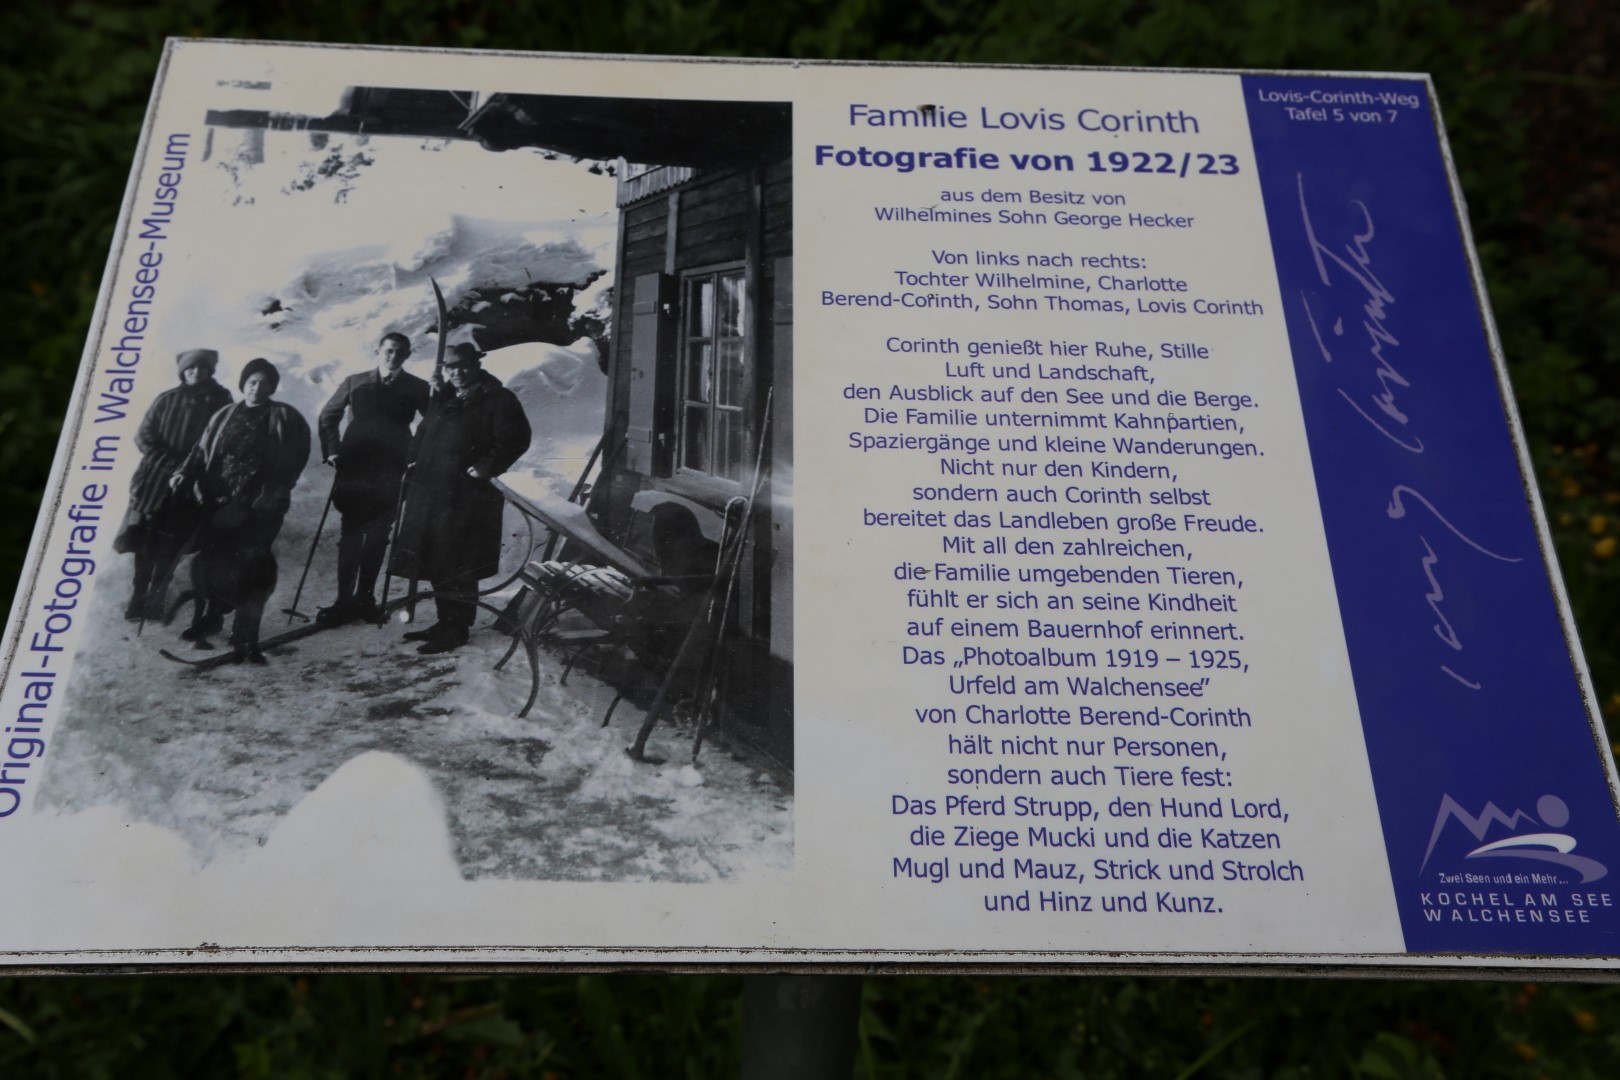 Original-Fotografie im Walchensee-Museum
Familie Lovis Corinth
Fotografie von 1922/23
aus dem Besitz von
Wilhelmines Sohn George Hecker
Von links nach rechts:
Tochter Wilhelmine, Charlotte
Berend-Corinth, Sohn Thomas, Lovis Corinth
Corinth genießt hier Ruhe, Stille
Luft und Landschaft,
den Ausblick auf den See und die Berge.
Die Familie unternimmt Kahnpartien,
Spaziergänge und kleine Wanderungen.
Nicht nur den Kindern,
sondern auch Corinth selbst
bereitet das Landleben große Freude.
Mit all den zahlreichen,
die Familie umgebenden Tieren,
fühlt er sich an seine Kindheit
auf einem Bauernhof erinnert.
Das „Photoalbum 1919 – 1925,
Urfeld am Walchensee”
von Charlotte Berend-Corinth
hält nicht nur Personen,
sondern auch Tiere fest:
Das Pferd Strupp, den Hund Lord,
die Ziege Mucki und die Katzen
Mugl und Mauz, Strick und Strolch
und Hinz und Kunz.
Lovis-Corinth-Weg
Tafel 5 von 7
Lovis Corinth
Zwei Seen und ein Mehr...
KOCHEL AM SEE
WALCHENSEE